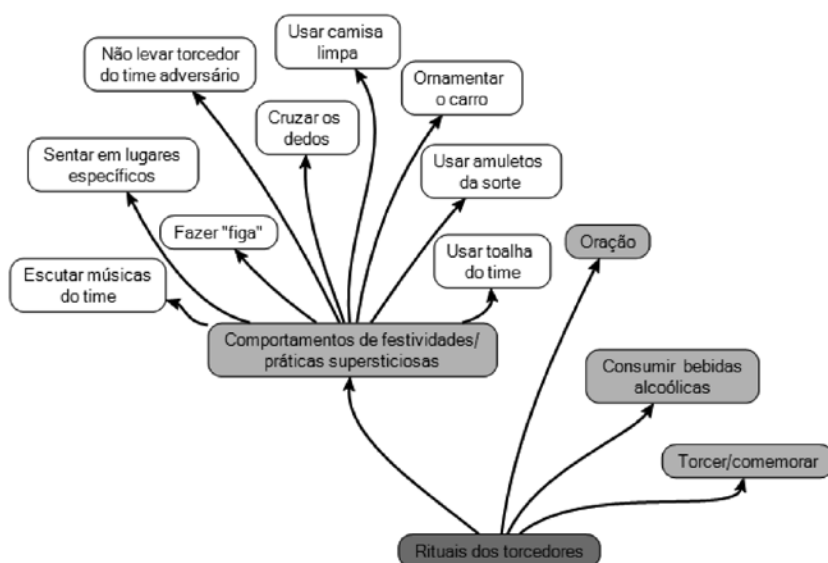 Usar camisa
limpa
Não levar torcedor
do time adversário
Ornamentar
o carro
Cruzar os
dedos
Sentar em lugares
específicos
Usar amuletos
da sorte
Fazer "figa"
Oração
Usar toalha
do time
Escutar músicas
do time
Comportamentos de festividades/
práticas supersticiosas
Consumir bebidas
alcoólicas
Torcer/comemorar
Rituais dos torcedores